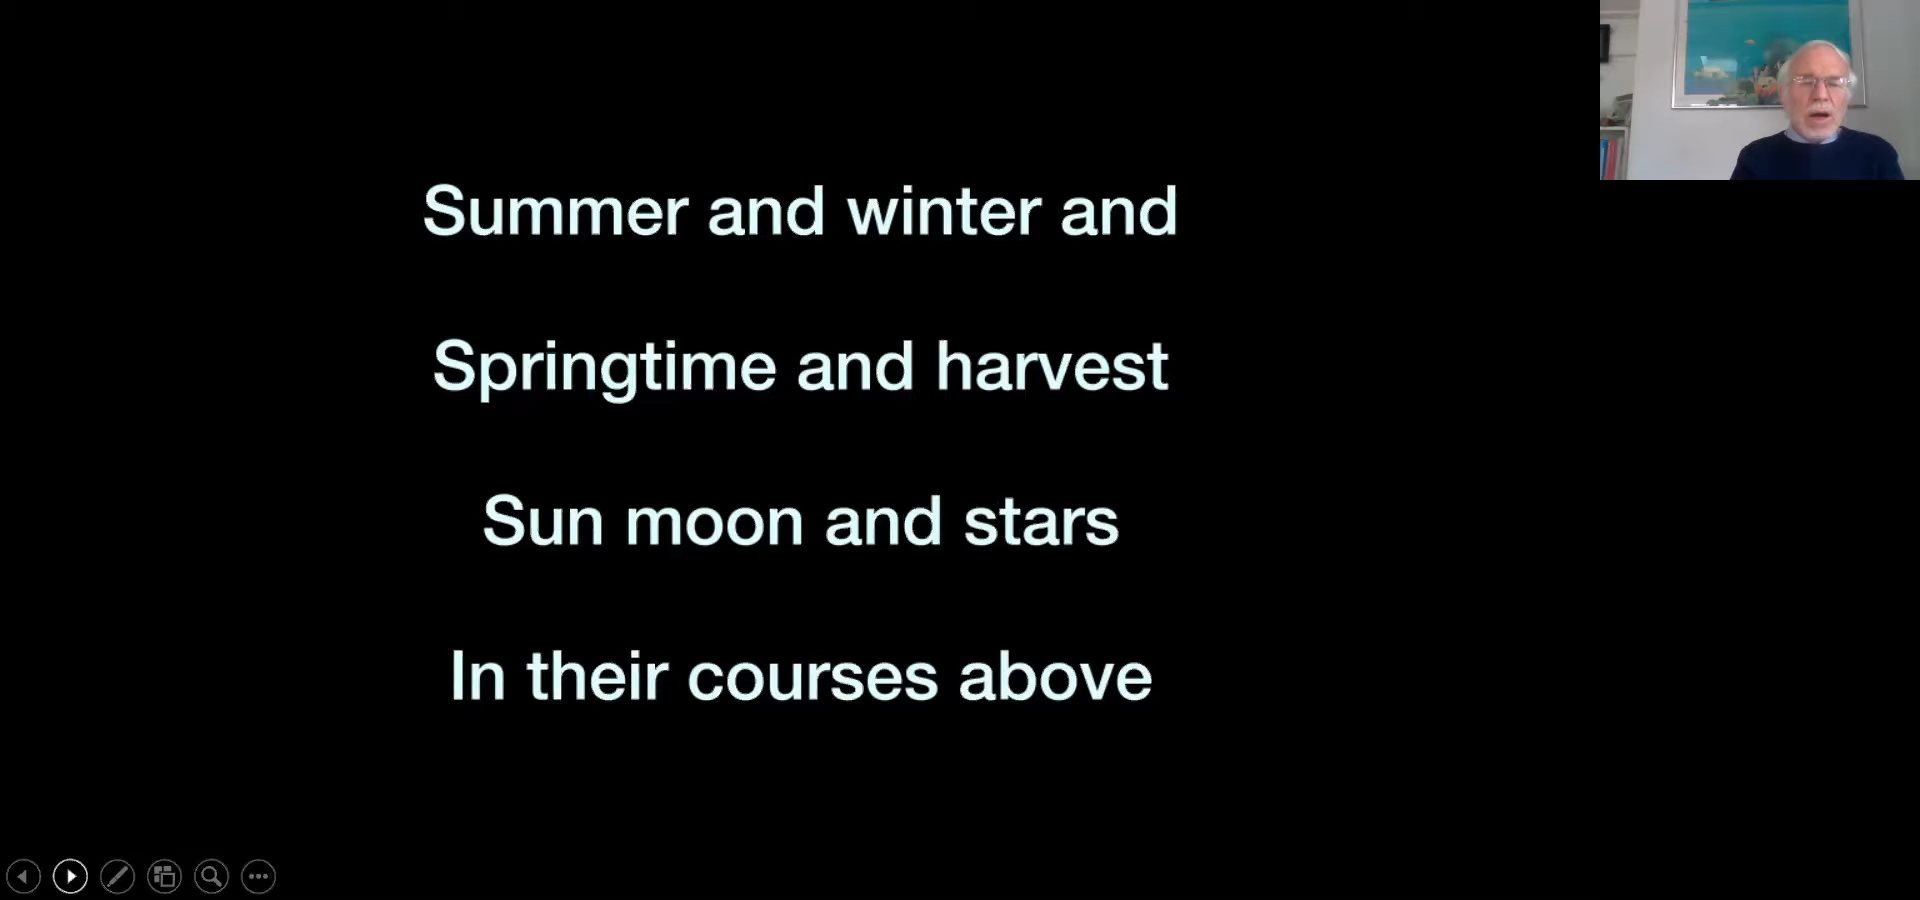 Summer and winter and
Springtime and harvest
Sun moon and stars
In their courses above